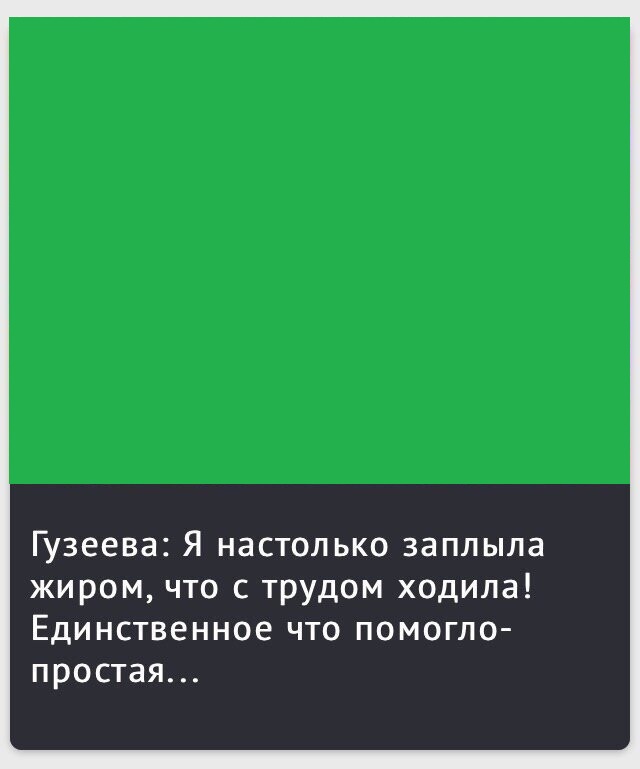 Гузеева: Я настолько заплыла
жиром, что с трудом ходила!
Единственное что помогло-
простая...